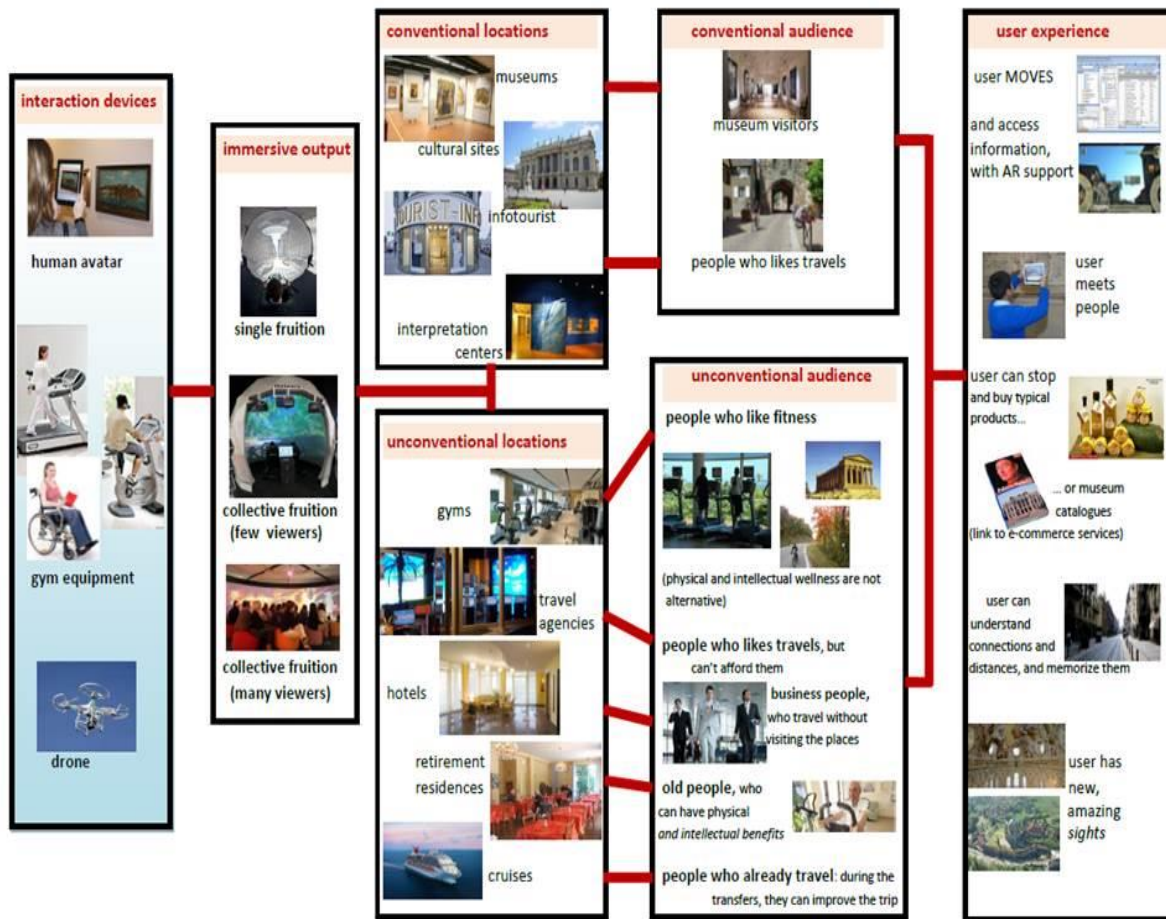 interaction devices
human avatar
gym equipment
drone
immersive output
single fruition
collective fruition
(few viewers)
collective fruition
(many viewers)
conventional locations
museums
cultural sites
TOURIST-INF
infotourist
interpretation
centers
unconventional locations
gyms
travel
agencies
hotels
retirement
residences
cruises
conventional audience
museum visitors
people who likes travels
unconventional audience
people who like fitness
(physical and intellectual wellness are not
alternative)
people who likes travels, but
can't afford them
business people,
who travel without
visiting the places
old people, who
can have physical
and intellectual benefits
people who already travel: during the
transfers, they can improve the trip
user experience
user MOVES
and access
information,
with AR support
user
meets
people
user can stop
and buy typical
products...
... or museum
catalogues
(link to e-commerce services)
user can
understand
connections and
distances, and memorize them
user has
new,
amazing
sights